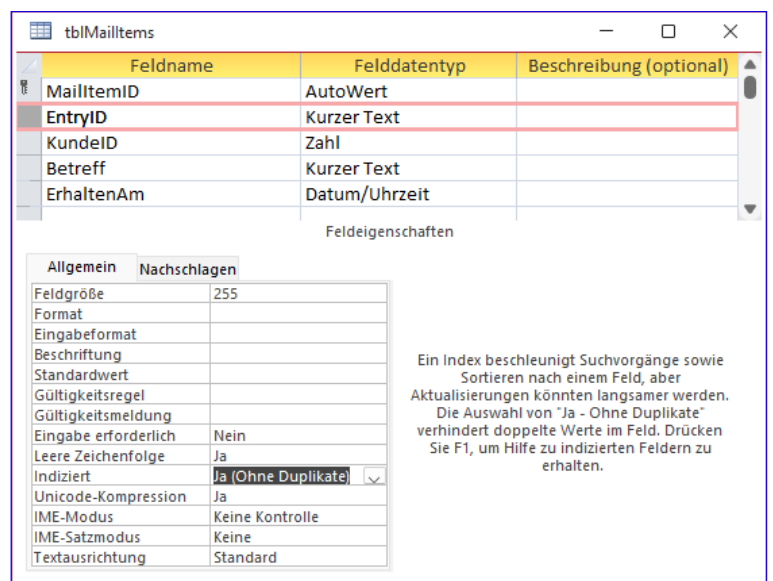 tblMailItems
Feldname Felddatentyp Beschreibung (optional)
MailItemID AutoWert
EntryID Kurzer Text
KundeID Zahl
Betreff Kurzer Text
ErhaltenAm Datum/Uhrzeit
Feldeigenschaften
Allgemein Nachschlagen
Feldgröße 255
Format
Eingabeformat
Beschriftung
Standardwert
Gültigkeitsregel
Gültigkeitsmeldung
Eingabe erforderlich Nein
Leere Zeichenfolge Ja
Indiziert Ja (Ohne Duplikate)
Unicode-Kompression Ja
IME-Modus Keine Kontrolle
IME-Satzmodus Keine
Textausrichtung Standard
Ein Index beschleunigt Suchvorgänge sowie
Sortieren nach einem Feld, aber
Aktualisierungen könnten langsamer werden.
Die Auswahl von "Ja - Ohne Duplikate"
verhindert doppelte Werte im Feld. Drücken
Sie F1, um Hilfe zu indizierten Feldern zu
erhalten.